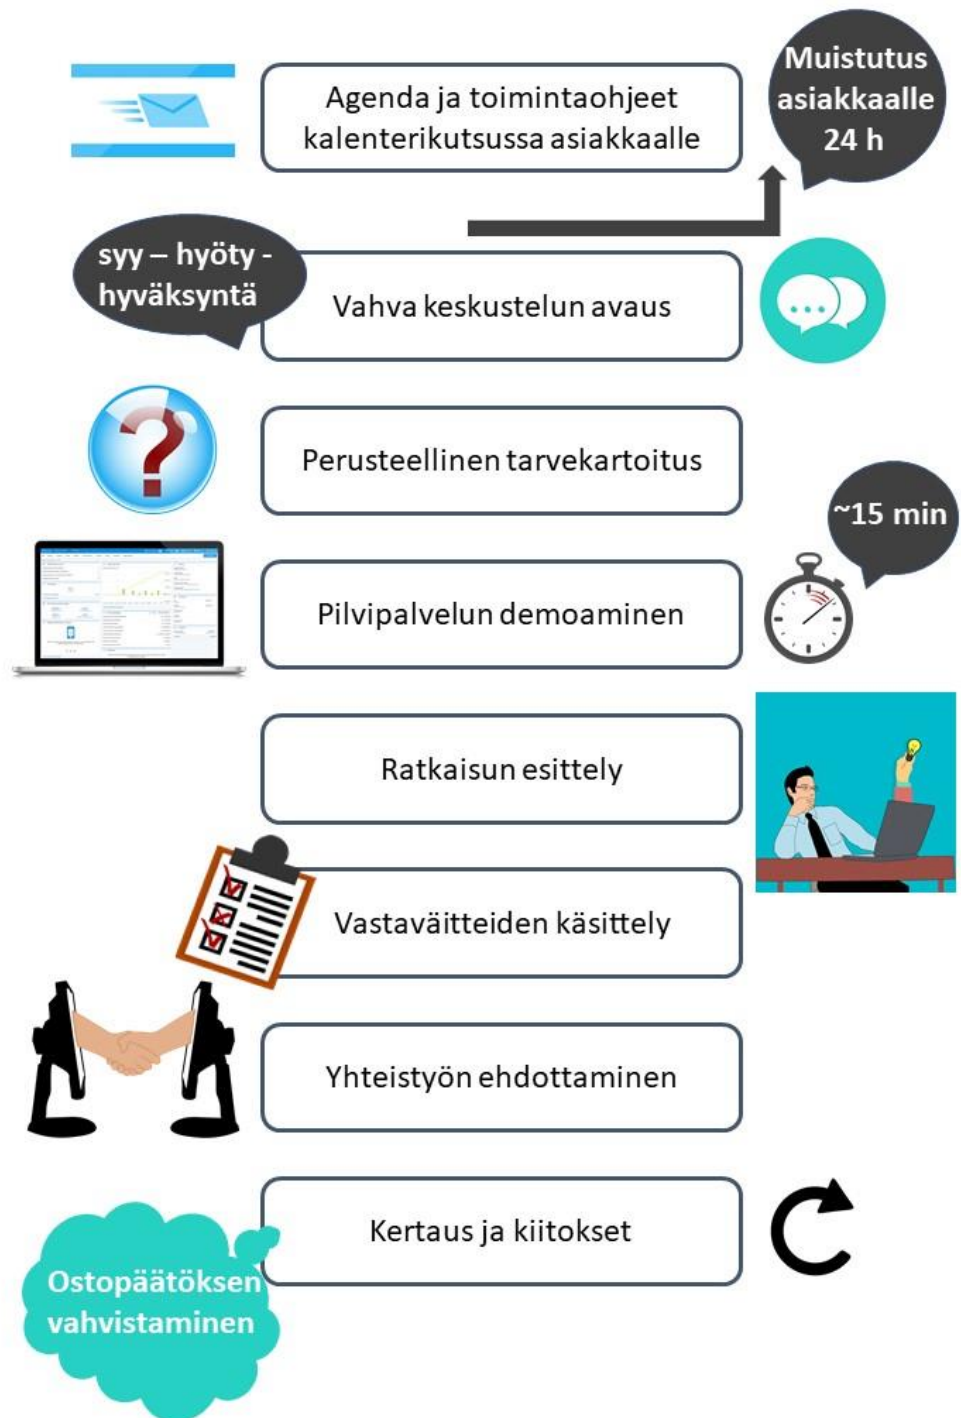 Muistutus
asiakkaalle
24 h
Agenda ja toimintaohjeet
kalenterikutsussa asiakkaalle
syy – hyöty -
hyväksyntä
Vahva keskustelun avaus
Perusteellinen tarvekartoitus
~15 min
Pilvipalvelun demoaminen
Ratkaisun esittely
Vastaväitteiden käsittely
Yhteistyön ehdottaminen
Kertaus ja kiitokset
Ostopäätöksen
vahvistaminen